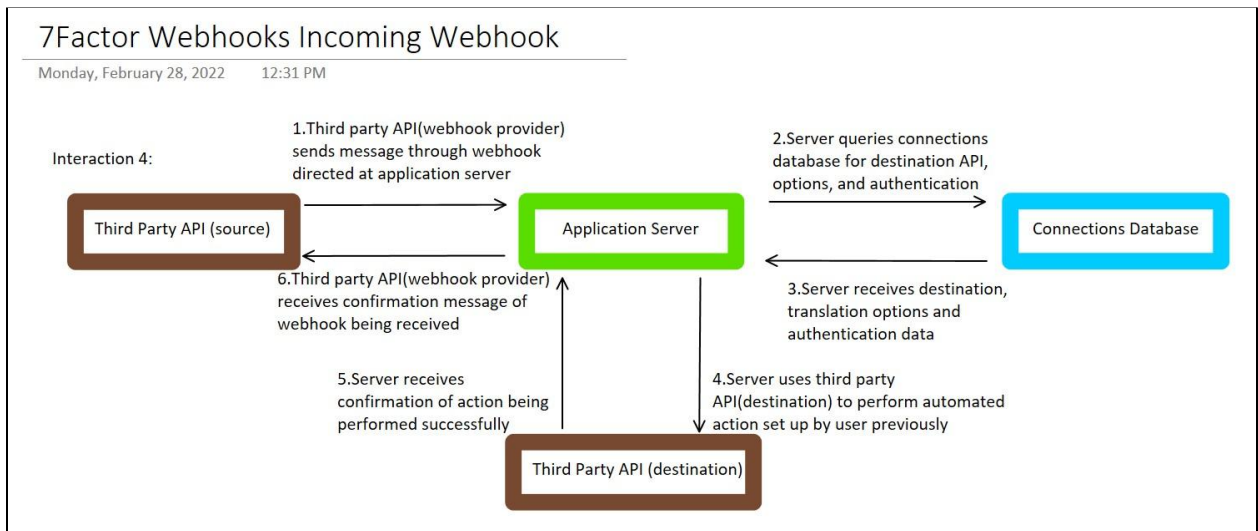 7Factor Webhooks Incoming Webhook
Monday, February 28, 2022 12:31 PM
Interaction 4:
1.Third party API(webhook provider)
sends message through webhook
directed at application server
2.Server queries connections
database for destination API,
options, and authentication
Third Party API (source)
Application Server
Connections Database
6.Third party API(webhook provider)
receives confirmation message of
webhook being received
3.Server receives destination,
translation options and
authentication data
5.Server receives
confirmation of action being
performed successfully
4.Server uses third party
API(destination) to perform automated
action set up by user previously
Third Party API (destination)